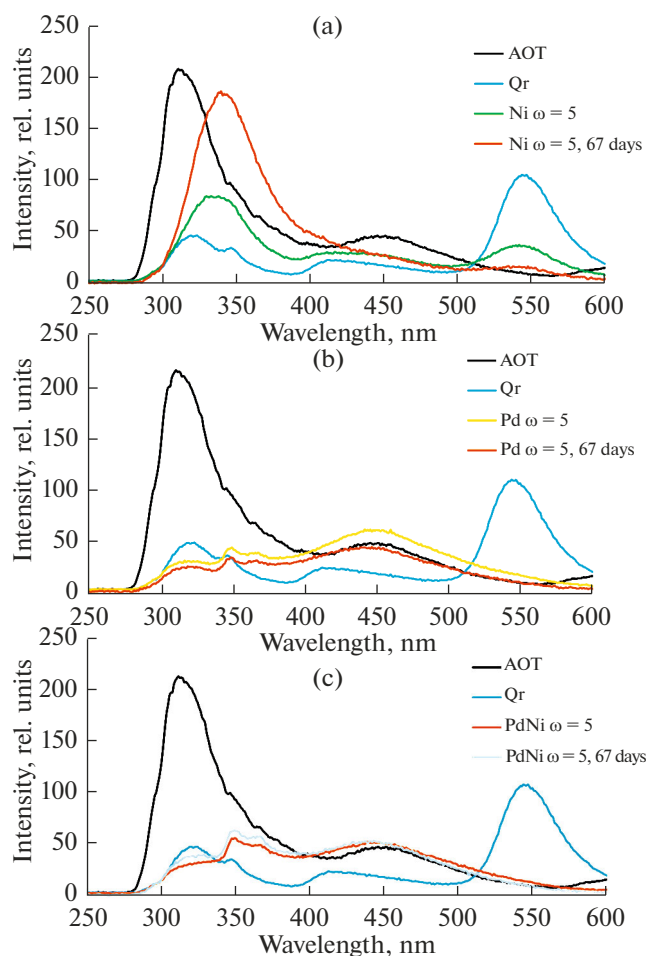 (a)
250
200
150
100
50
0
Intensity, rel. units
AOT
Qr
Ni ω = 5
Ni ω = 5, 67 days
250 300 350 400 450 500 550 600
Wavelength, nm
(b)
250
200
150
100
50
0
Intensity, rel. units
AOT
Qr
Pd ω = 5
Pd ω = 5, 67 days
250 300 350 400 450 500 550 600
Wavelength, nm
(c)
250
200
150
100
50
0
Intensity, rel. units
AOT
Qr
PdNi ω = 5
PdNi ω = 5, 67 days
250 300 350 400 450 500 550 600
Wavelength, nm